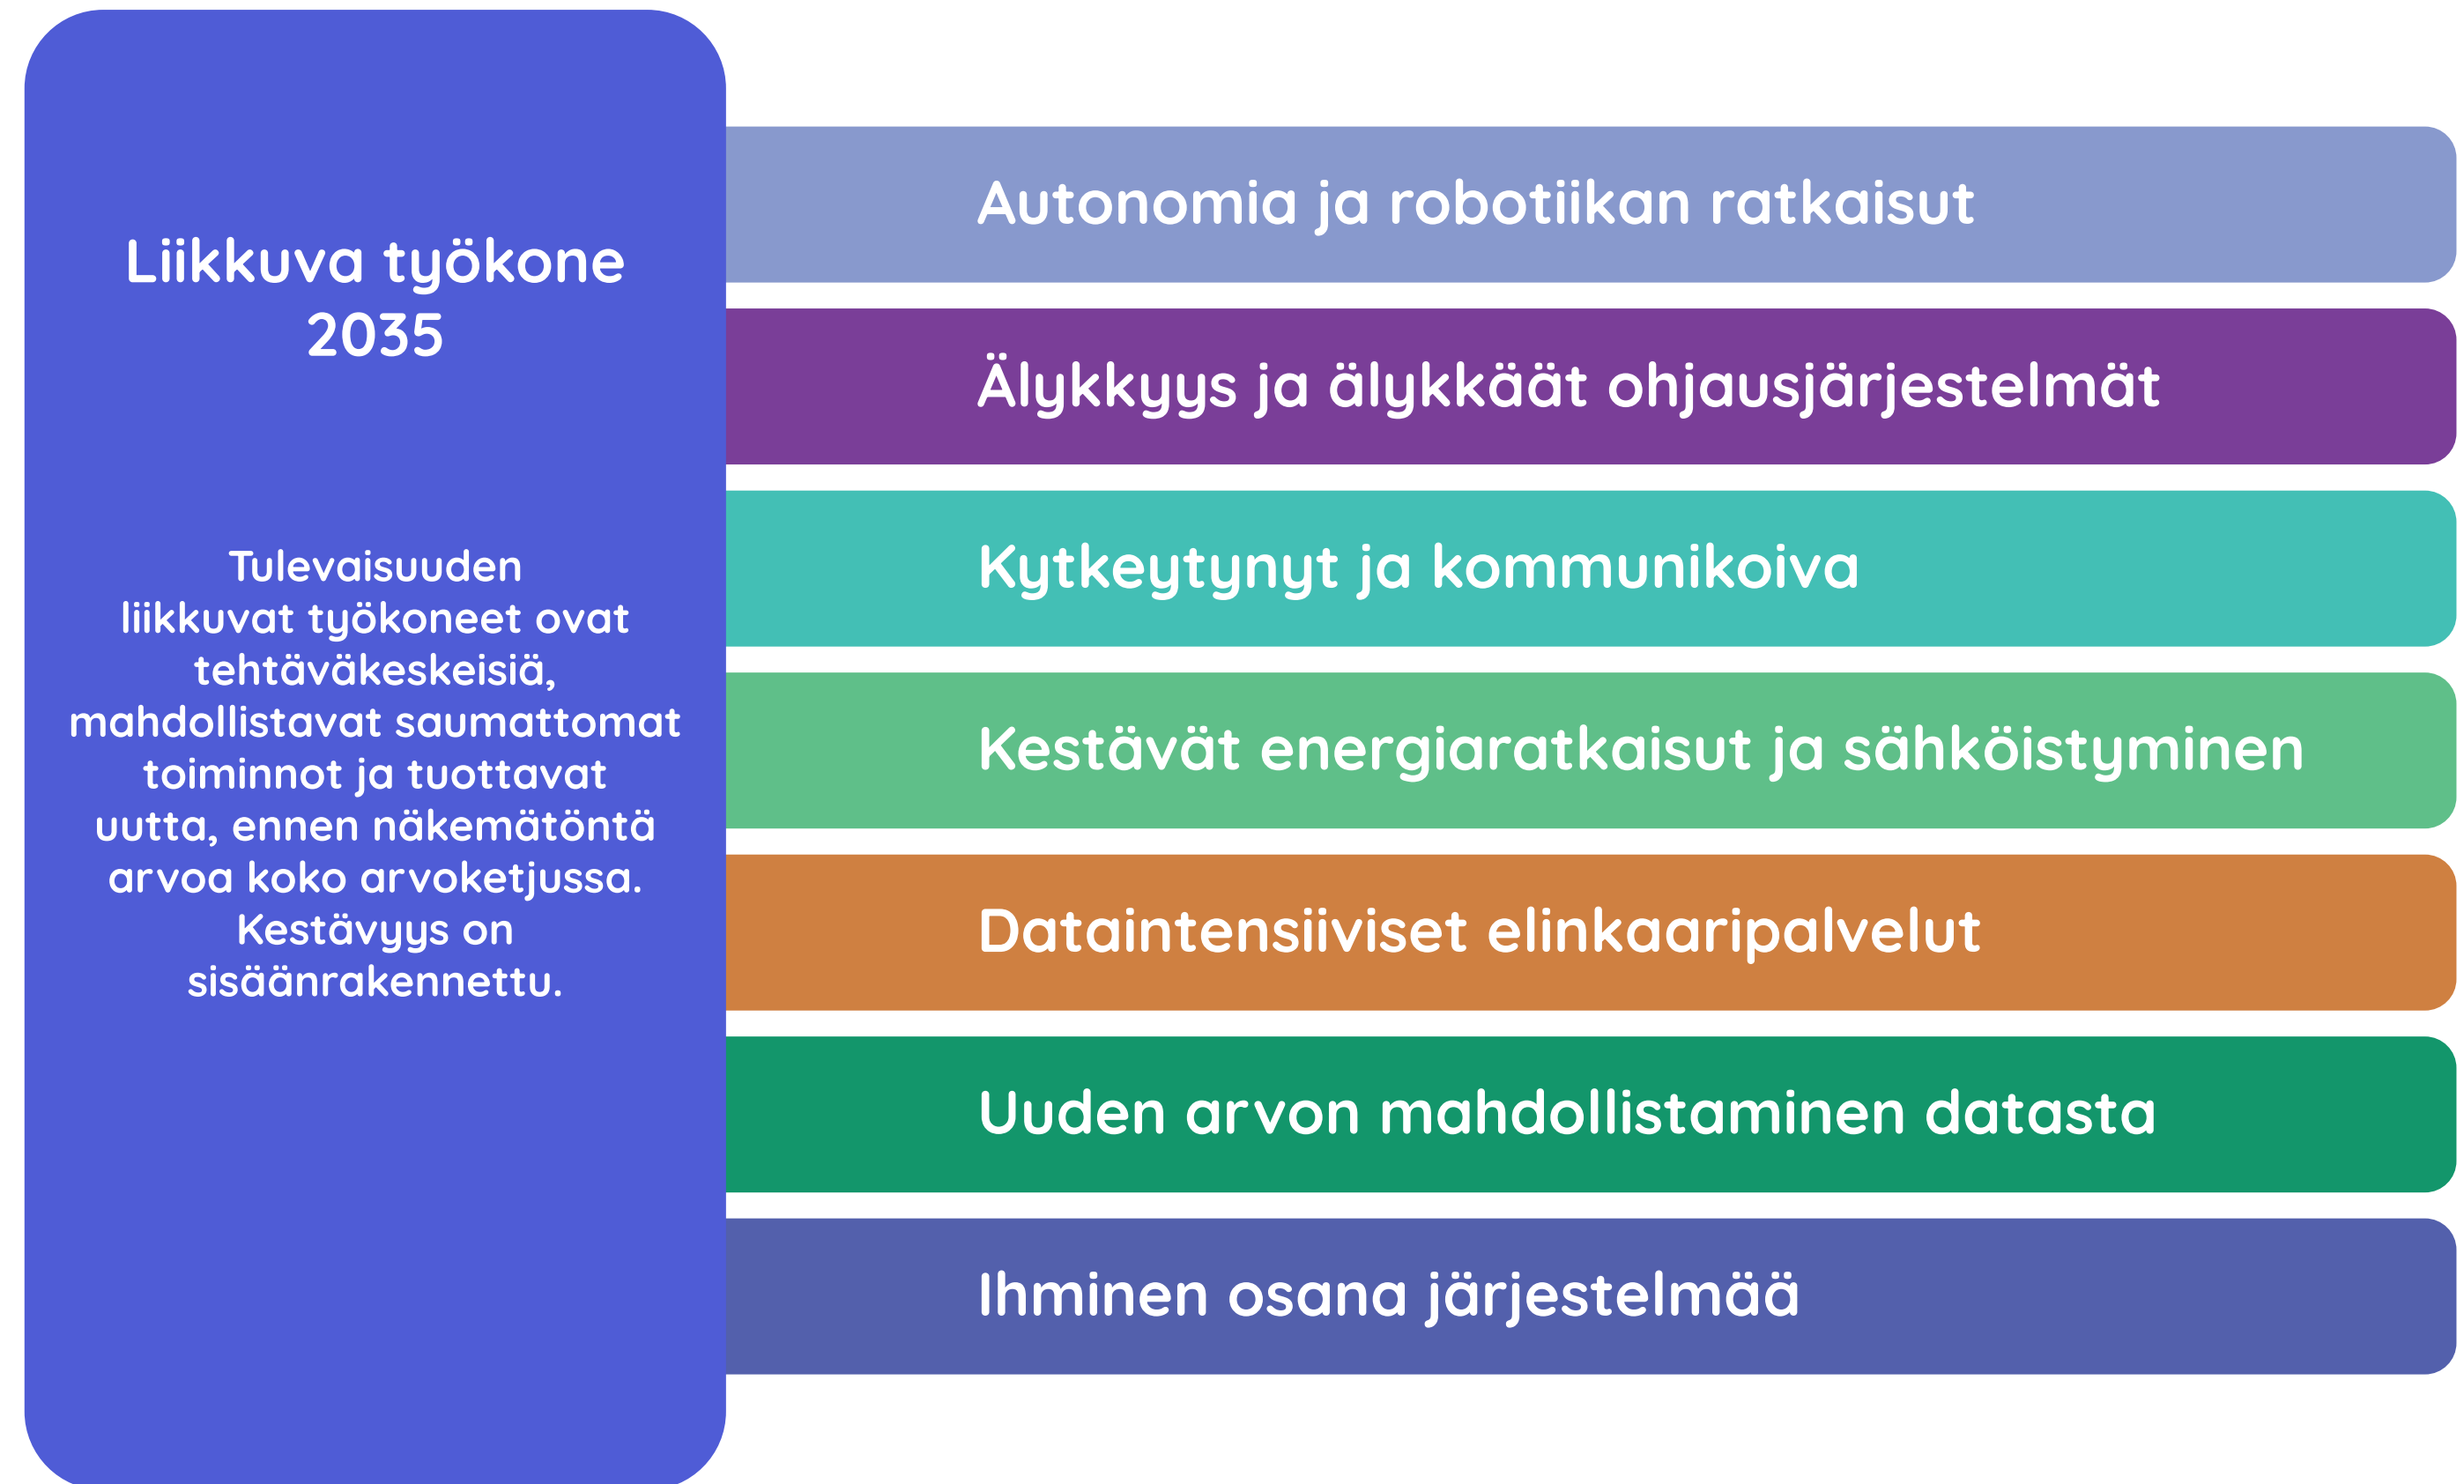 Liikkuva työkone
2035
Tulevaisuuden
liikkuvat työkoneet ovat
tehtäväkeskeisiä,
mahdollistavat saumattomat
toiminnot ja tuottavat
uutta, ennen näkemätöntä
arvoa koko arvoketjussa.
Kestävyys on
sisäänrakennettu.
Autonomia ja robotiikan ratkaisut
Älykkyys ja älykkäät ohjausjärjestelmät
Kytkeytynyt ja kommunikoiva
Kestävät energiaratkaisut ja sähköistyminen
Dataintensiiviset elinkaaripalvelut
Uuden arvon mahdollistaminen datasta
Ihminen osana järjestelmää